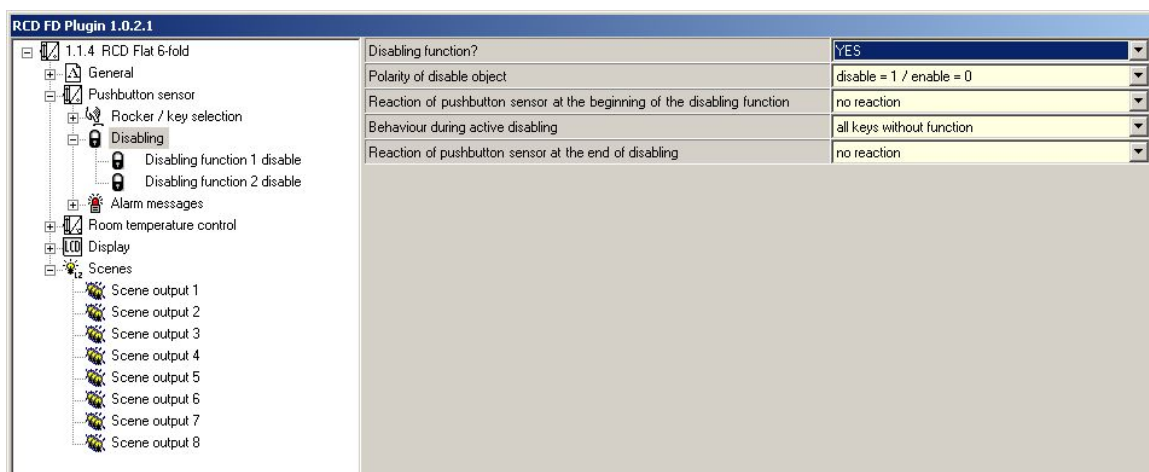 RCD FD Plugin 1.0.2.1
1.1.4 RCD Flat 6-fold
General
Pushbutton sensor
Rocker / key selection
Disabling
Disabling function 1 disable
Disabling function 2 disable
Alarm messages
Room temperature control
LCD Display
Scenes
Scene output 1
Scene output 2
Scene output 3
Scene output 4
Scene output 5
Scene output 6
Scene output 7
Scene output 8
Disabling function? YES
Polarity of disable object disable = 1 / enable = 0
Reaction of pushbutton sensor at the beginning of the disabling function no reaction
Behaviour during active disabling all keys without function
Reaction of pushbutton sensor at the end of disabling no reaction